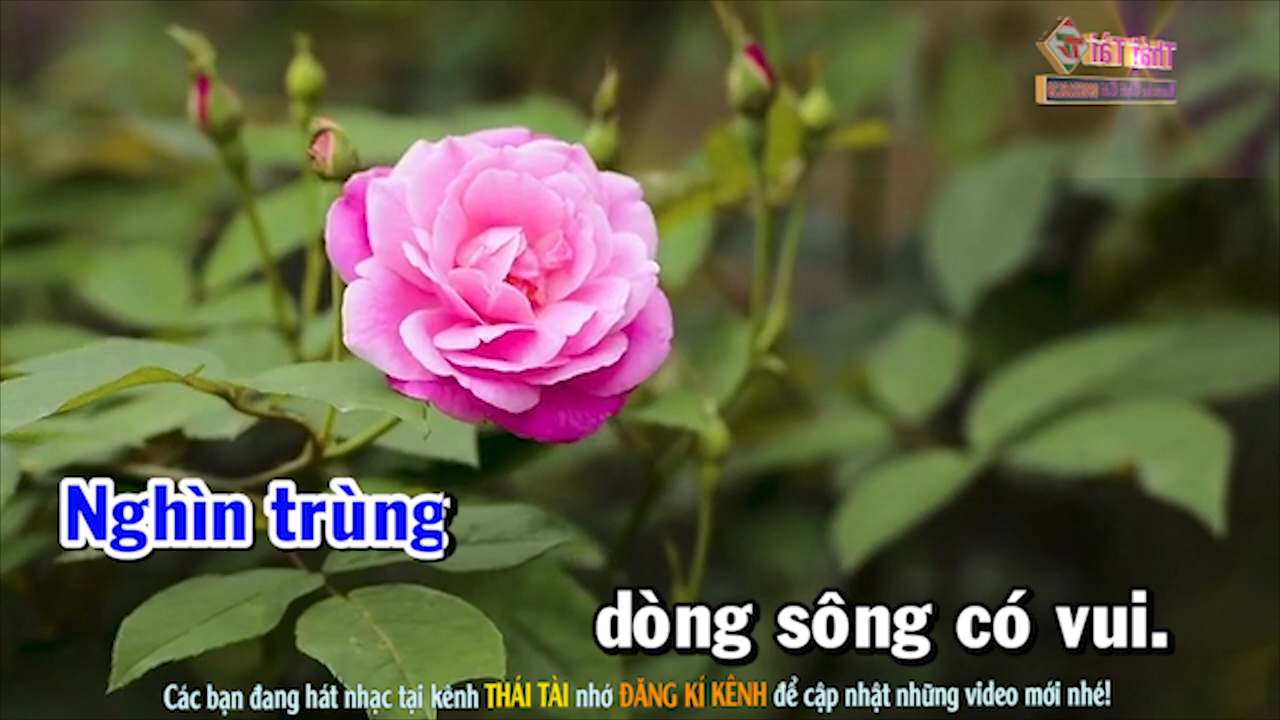 Nghìn trùng
dòng sông có vui.
Các bạn đang hát nhạc tại kênh THÁI TÀI nhớ ĐĂNG KÍ KÊNH để cập nhật những video mới nhé!